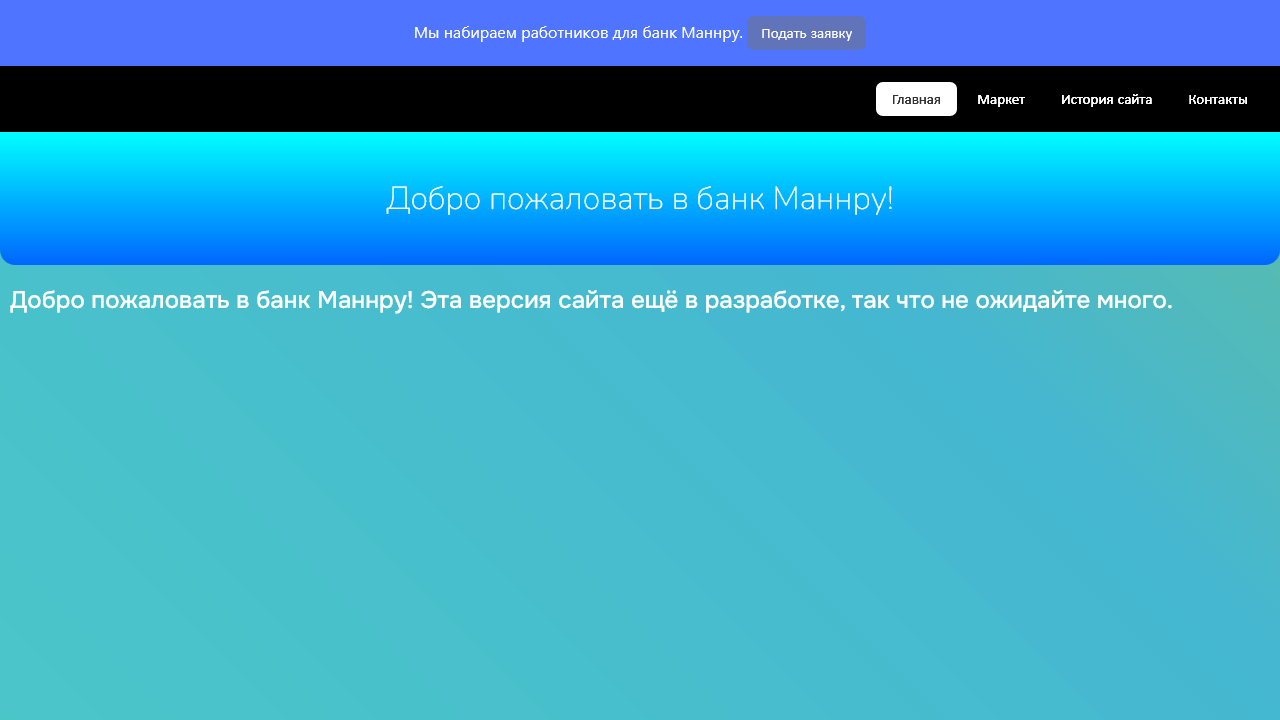 Мы набираем работников для банк Маннру. Подать заявку
Главная Маркет История сайта Контакты
Добро пожаловать в банк Маннру!
Добро пожаловать в банк Маннру! Эта версия сайта ещё в разработке, так что не ожидайте много.